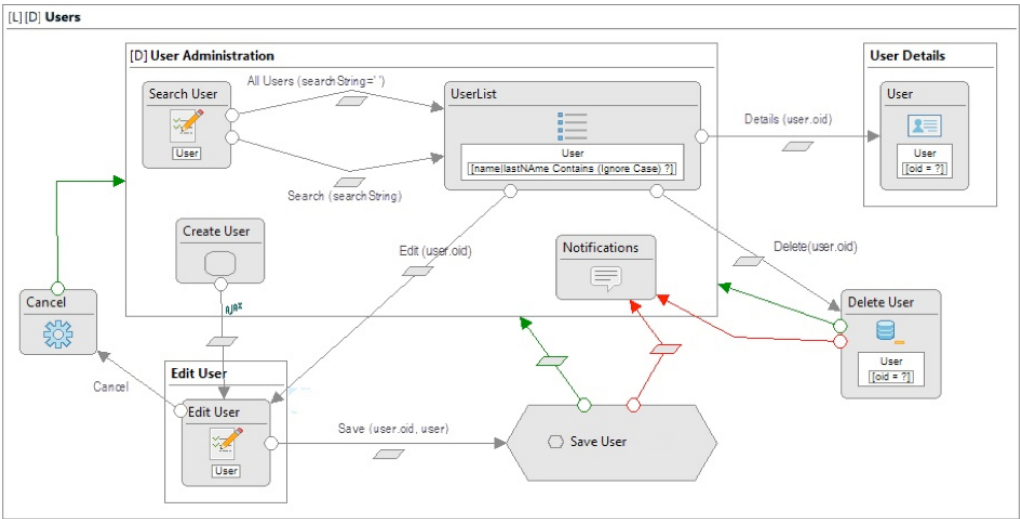 [L][D] Users
[D] User Administration
User Details
All Users (searchString=' ')
Search User
User
UserList
User
[name|lastNAme Contains (Ignore Case) ?]
Details (user.oid)
User
User
[oid = ?]
Search (searchString)
Create User
Edit (user.oid)
Notifications
Delete(user.oid)
Cancel
AJAX
Delete User
User
[oid = ?]
Edit User
Cancel
Edit User
User
Save (user.oid, user)
Save User